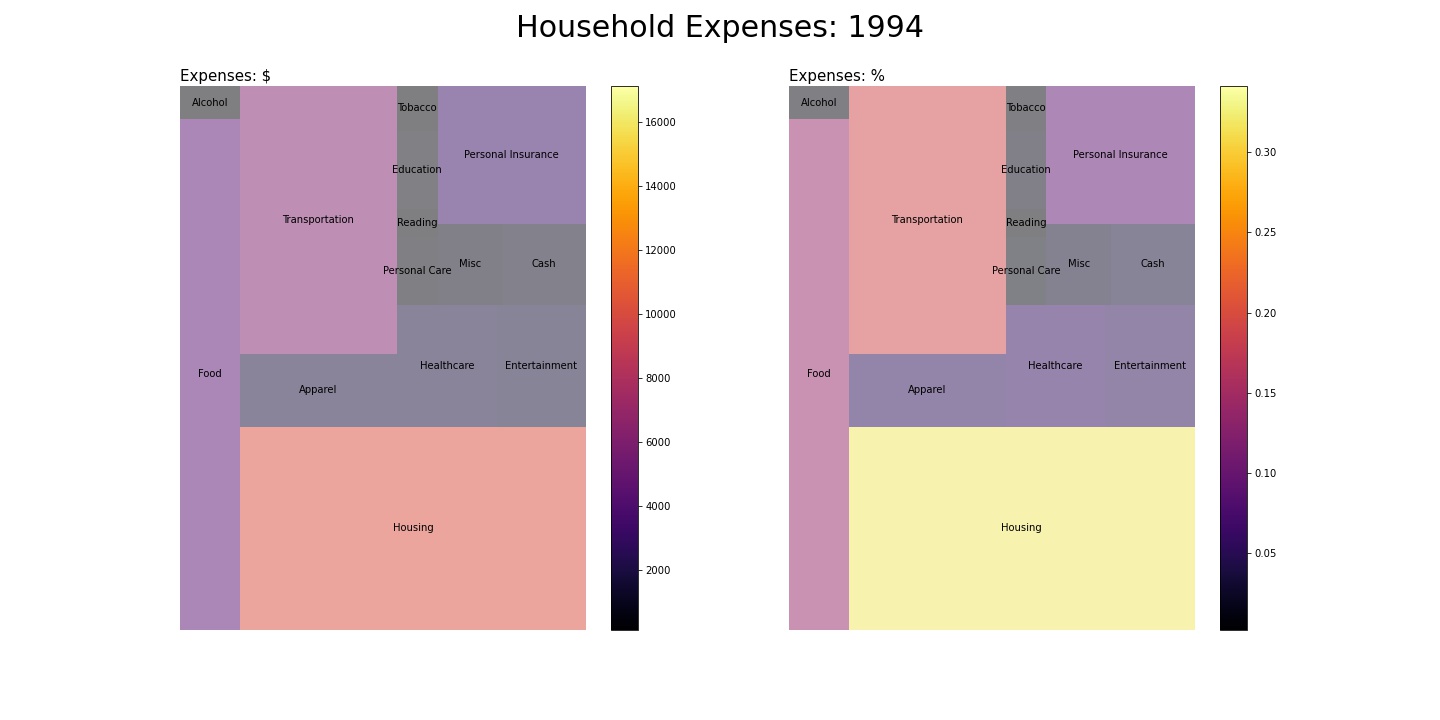 Household Expenses: 1994
Expenses: $
Alcohol
Tobacco
Personal Insurance
Education
Transportation
Reading
Personal Care
Misc
Cash
Food
Healthcare
Entertainment
Apparel
Housing
16000
14000
12000
10000
8000
6000
4000
2000
Expenses: %
Alcohol
Tobacco
Personal Insurance
Education
Transportation
Reading
Personal Care
Misc
Cash
Food
Healthcare
Entertainment
Apparel
Housing
0.30
0.25
0.20
0.15
0.10
0.05